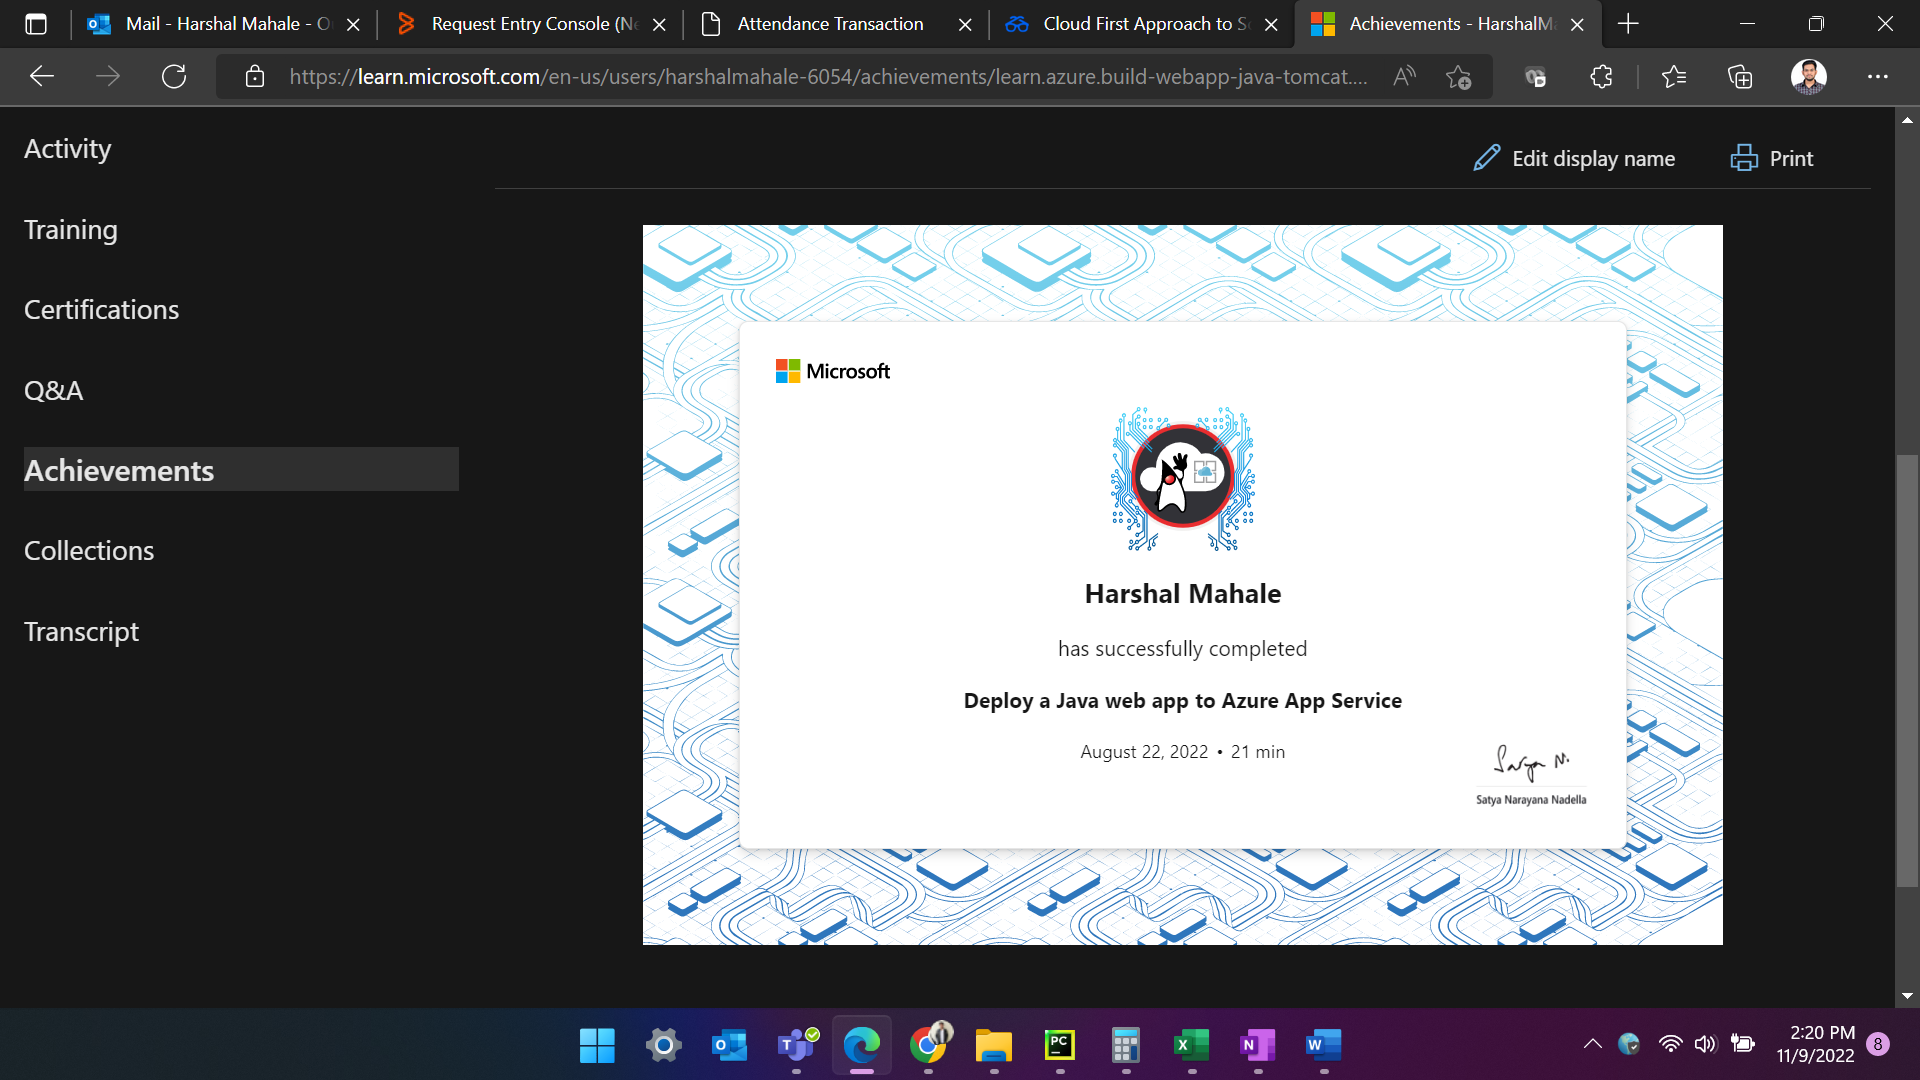 Mail - Harshal Mahale - O
Request Entry Console (Ne
Attendance Transaction
Cloud First Approach to S
Achievements - HarshalMa
https://learn.microsoft.com/en-us/users/harshalmahale-6054/achievements/learn.azure.build-webapp-java-tomcat....
Activity
Training
Certifications
Q&A
Achievements
Collections
Transcript
Edit display name
Print
Microsoft
Harshal Mahale
has successfully completed
Deploy a Java web app to Azure App Service
August 22, 2022 • 21 min
Satya N.
Satya Narayana Nadella
2:20 PM
11/9/2022
8